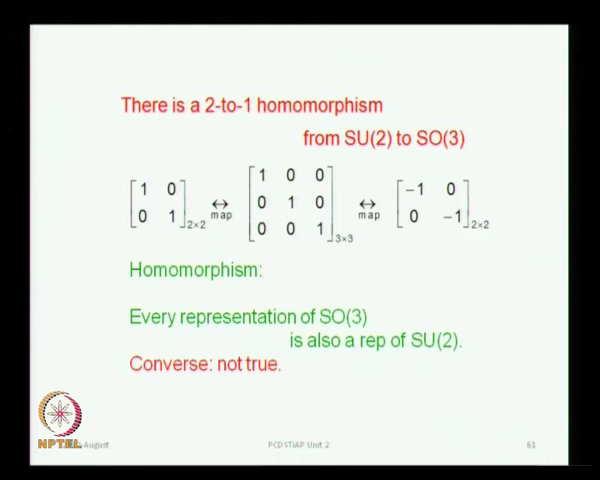 There is a 2-to-1 homomorphism
from SU(2) to SO(3)
[1 0; 0 1]2×2 ↔ map [1 0 0; 0 1 0; 0 0 1]3×3 ↔ map [−1 0; 0 −1]2×2
Homomorphism:
Every representation of SO(3)
is also a rep of SU(2).
Converse: not true.
NPTEL August PCDSTiAP Unit 2 61